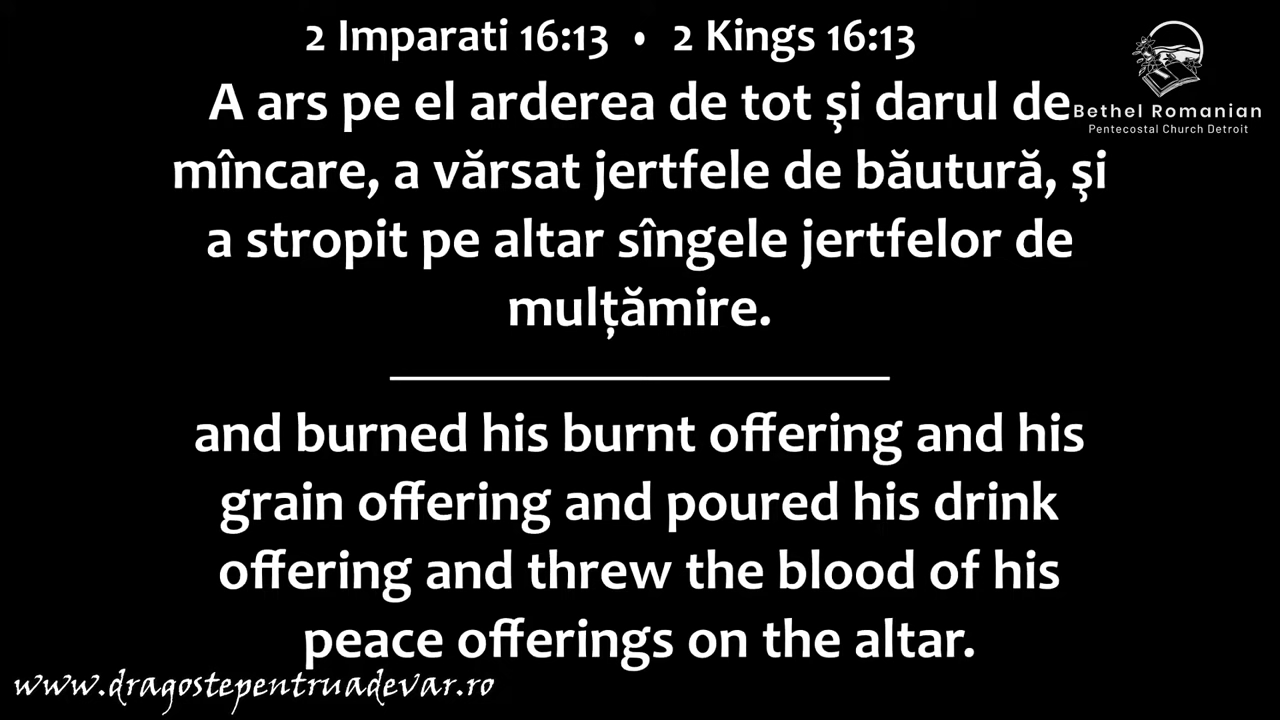 2 Imparati 16:13 • 2 Kings 16:13
A ars pe el arderea de tot şi darul de
mîncare, a vărsat jertfele de băutură, şi
a stropit pe altar sîngele jertfelor de
mulţămire.
and burned his burnt offering and his
grain offering and poured his drink
offering and threw the blood of his
peace offerings on the altar.
Bethel Romanian
Pentecostal Church Detroit
www.dragostepentruadevar.ro